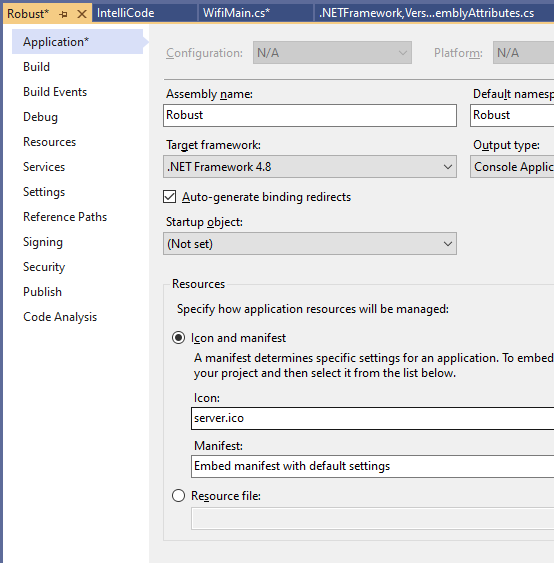 Robust* IntelliCode WifiMain.cs* .NETFramework,Vers...emblyAttributes.cs
Application*
Build
Build Events
Debug
Resources
Services
Settings
Reference Paths
Signing
Security
Publish
Code Analysis
Configuration: N/A Platform: N/A
Assembly name: Default namesp
Robust Robust
Target framework: Output type:
.NET Framework 4.8 Console Applic
Auto-generate binding redirects
Startup object:
(Not set)
Resources
Specify how application resources will be managed:
Icon and manifest
A manifest determines specific settings for an application. To embed
your project and then select it from the list below.
Icon:
server.ico
Manifest:
Embed manifest with default settings
Resource file: